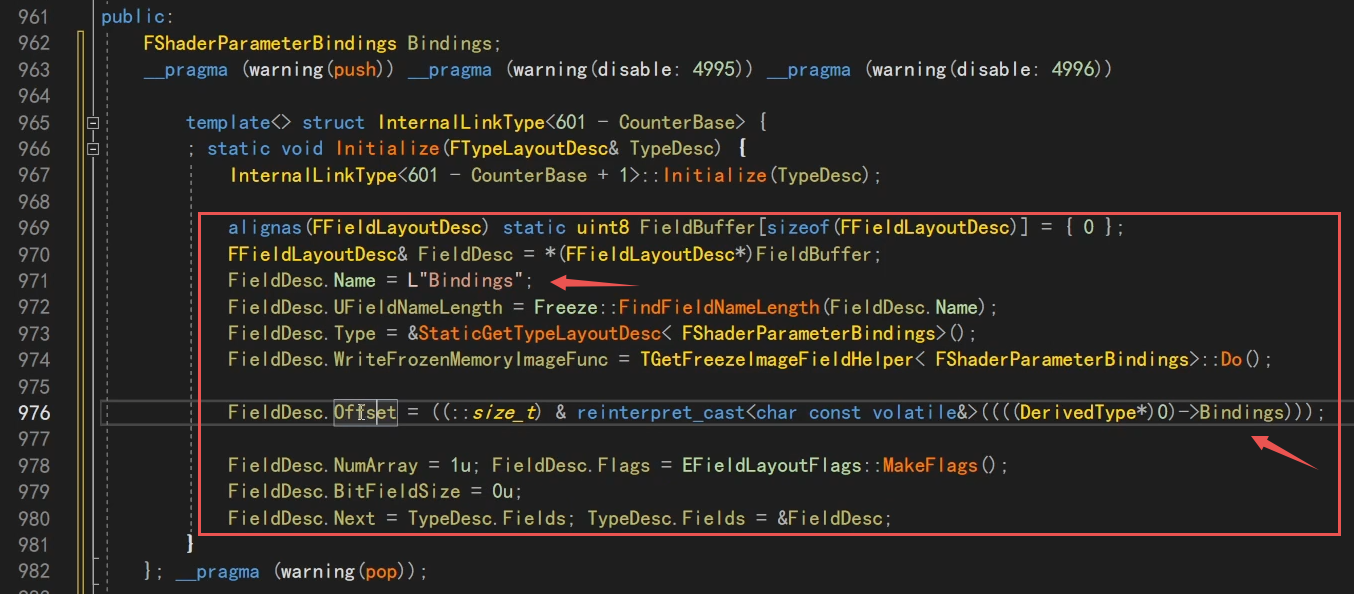 961 public:
962 FShaderParameterBindings Bindings;
963 __pragma (warning(push)) __pragma (warning(disable: 4995)) __pragma (warning(disable: 4996))
964
965 template<> struct InternalLinkType<601 - CounterBase> {
966 ; static void Initialize(FTypeLayoutDesc& TypeDesc) {
967 InternalLinkType<601 - CounterBase + 1>::Initialize(TypeDesc);
968
969 alignas(FFieldLayoutDesc) static uint8 FieldBuffer[sizeof(FFieldLayoutDesc)] = { 0 };
970 FFieldLayoutDesc& FieldDesc = *(FFieldLayoutDesc*)FieldBuffer;
971 FieldDesc.Name = L"Bindings";
972 FieldDesc.UFieldNameLength = Freeze::FindFieldNameLength(FieldDesc.Name);
973 FieldDesc.Type = &StaticGetTypeLayoutDesc< FShaderParameterBindings>();
974 FieldDesc.WriteFrozenMemoryImageFunc = TGetFreezeImageFieldHelper< FShaderParameterBindings>::Do();
975
976 FieldDesc.Offset = ((::size_t) & reinterpret_cast<char const volatile&>((((DerivedType*)0)->Bindings)));
977
978 FieldDesc.NumArray = 1u; FieldDesc.Flags = EFieldLayoutFlags::MakeFlags();
979 FieldDesc.BitFieldSize = 0u;
980 FieldDesc.Next = TypeDesc.Fields; TypeDesc.Fields = &FieldDesc;
981 }
982 }; __pragma (warning(pop));